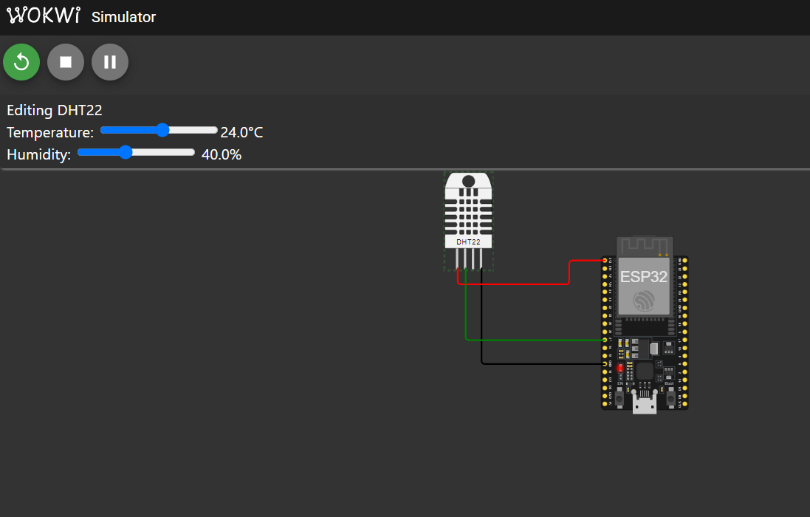 WOKWi Simulator
Editing DHT22
Temperature: 24.0°C
Humidity: 40.0%
DHT22
ESP32